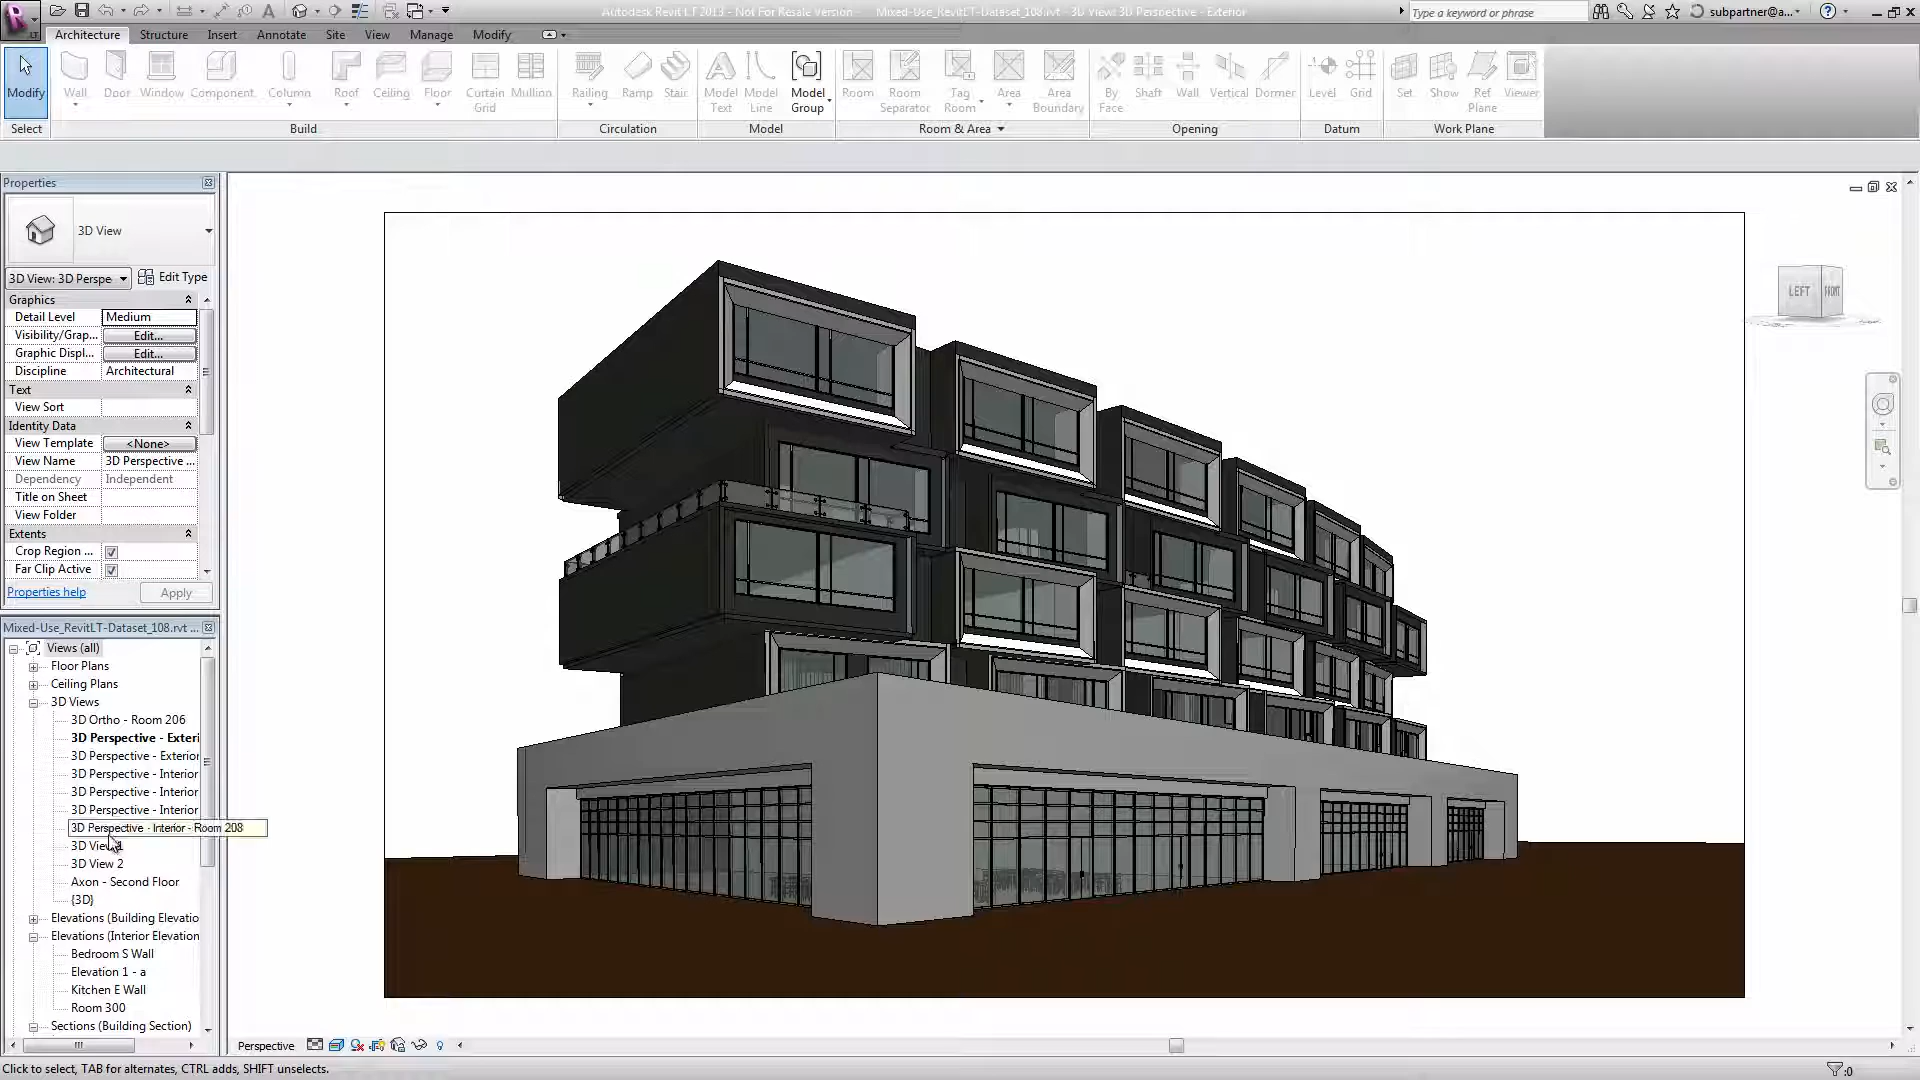 Autodesk Revit LT 2013 - Not For Resale Version - Mixed-Use_RevitLT-Dataset_108.rvt - 3D View: 3D Perspective - Exterior
Type a keyword or phrase
subpartner@a...
LT
Architecture Structure Insert Annotate Site View Manage Modify
Modify Wall Door Window Component Column Roof Ceiling Floor Curtain Grid Mullion Railing Ramp Stair Model Text Model Line Model Group Room Room Separator Tag Room Area Area Boundary By Face Shaft Wall Vertical Dormer Level Grid Set Show Ref Plane Viewer
Select Build Circulation Model Room & Area Opening Datum Work Plane
Properties
3D View
3D View: 3D Perspe Edit Type
Graphics
Detail Level Medium
Visibility/Grap... Edit...
Graphic Displ... Edit...
Discipline Architectural
Text
View Sort
Identity Data
View Template <None>
View Name 3D Perspective ...
Dependency Independent
Title on Sheet
View Folder
Extents
Crop Region ...
Far Clip Active
Properties help Apply
Mixed-Use_RevitLT-Dataset_108.rvt ...
Views (all)
Floor Plans
Ceiling Plans
3D Views
3D Ortho - Room 206
3D Perspective - Exteri
3D Perspective - Exterior
3D Perspective - Interior
3D Perspective - Interior
3D Perspective - Interior
3D Perspective - Interior - Room 208
3D View 1
3D View 2
Axon - Second Floor
{3D}
Elevations (Building Elevatio
Elevations (Interior Elevation
Bedroom S Wall
Elevation 1 - a
Kitchen E Wall
Room 300
Sections (Building Section)
LEFT FRONT
Perspective
Click to select, TAB for alternates, CTRL adds, SHIFT unselects.
:0